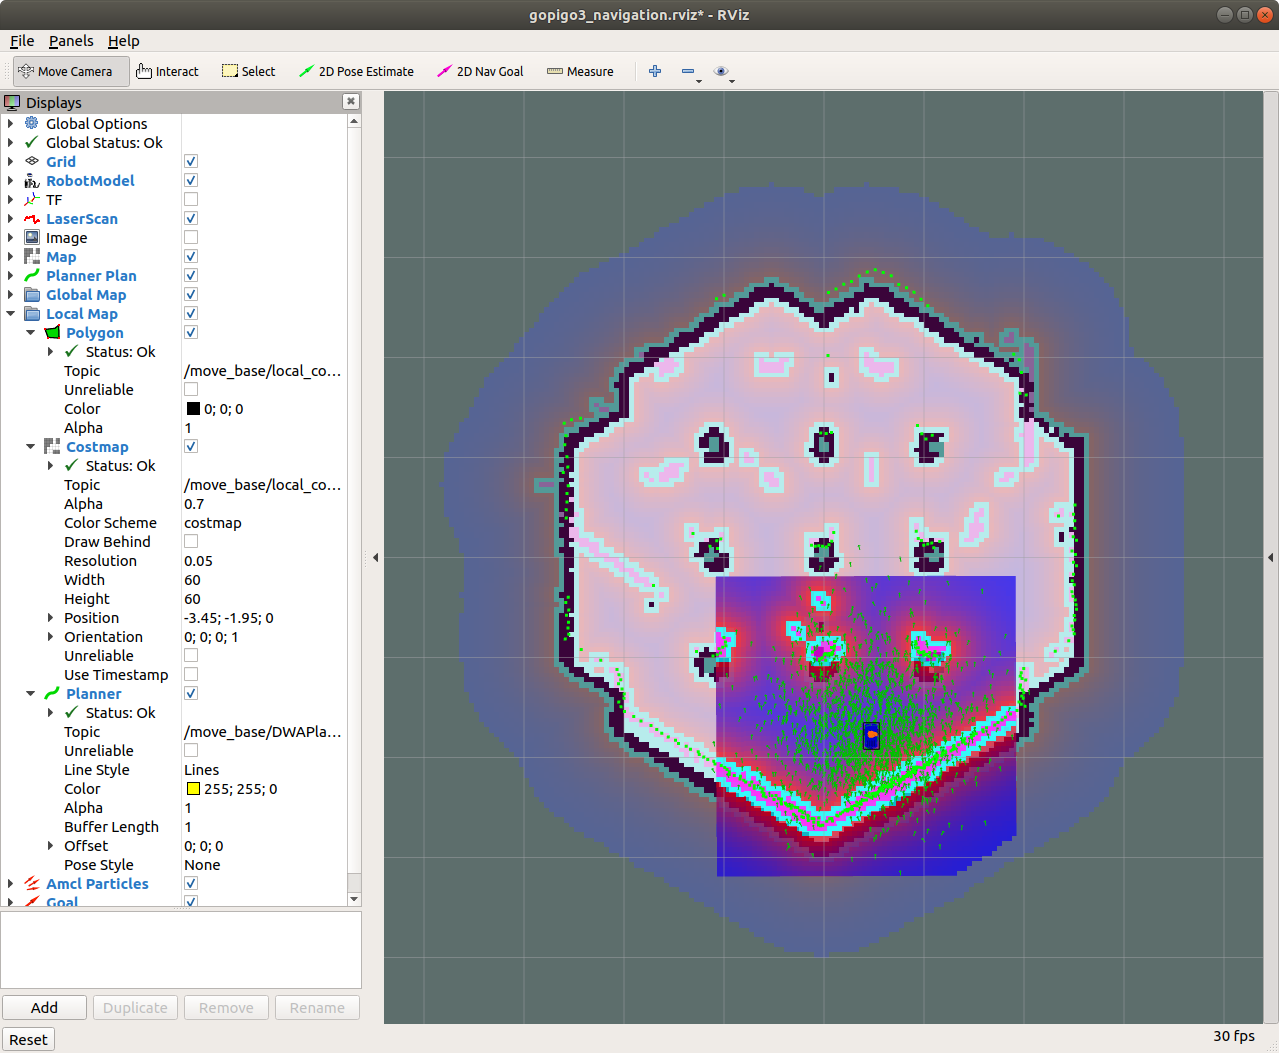 gopigo3_navigation.rviz* - RViz
File Panels Help
Move Camera Interact Select 2D Pose Estimate 2D Nav Goal Measure
Displays
Global Options
Global Status: Ok
Grid
RobotModel
TF
LaserScan
Image
Map
Planner Plan
Global Map
Local Map
Polygon
Status: Ok
Topic /move_base/local_co...
Unreliable
Color 0; 0; 0
Alpha 1
Costmap
Status: Ok
Topic /move_base/local_co...
Alpha 0.7
Color Scheme costmap
Draw Behind
Resolution 0.05
Width 60
Height 60
Position -3.45; -1.95; 0
Orientation 0; 0; 0; 1
Unreliable
Use Timestamp
Planner
Status: Ok
Topic /move_base/DWAPla...
Unreliable
Line Style Lines
Color 255; 255; 0
Alpha 1
Buffer Length 1
Offset 0; 0; 0
Pose Style None
Amcl Particles
Goal
Add Duplicate Remove Rename
Reset 30 fps